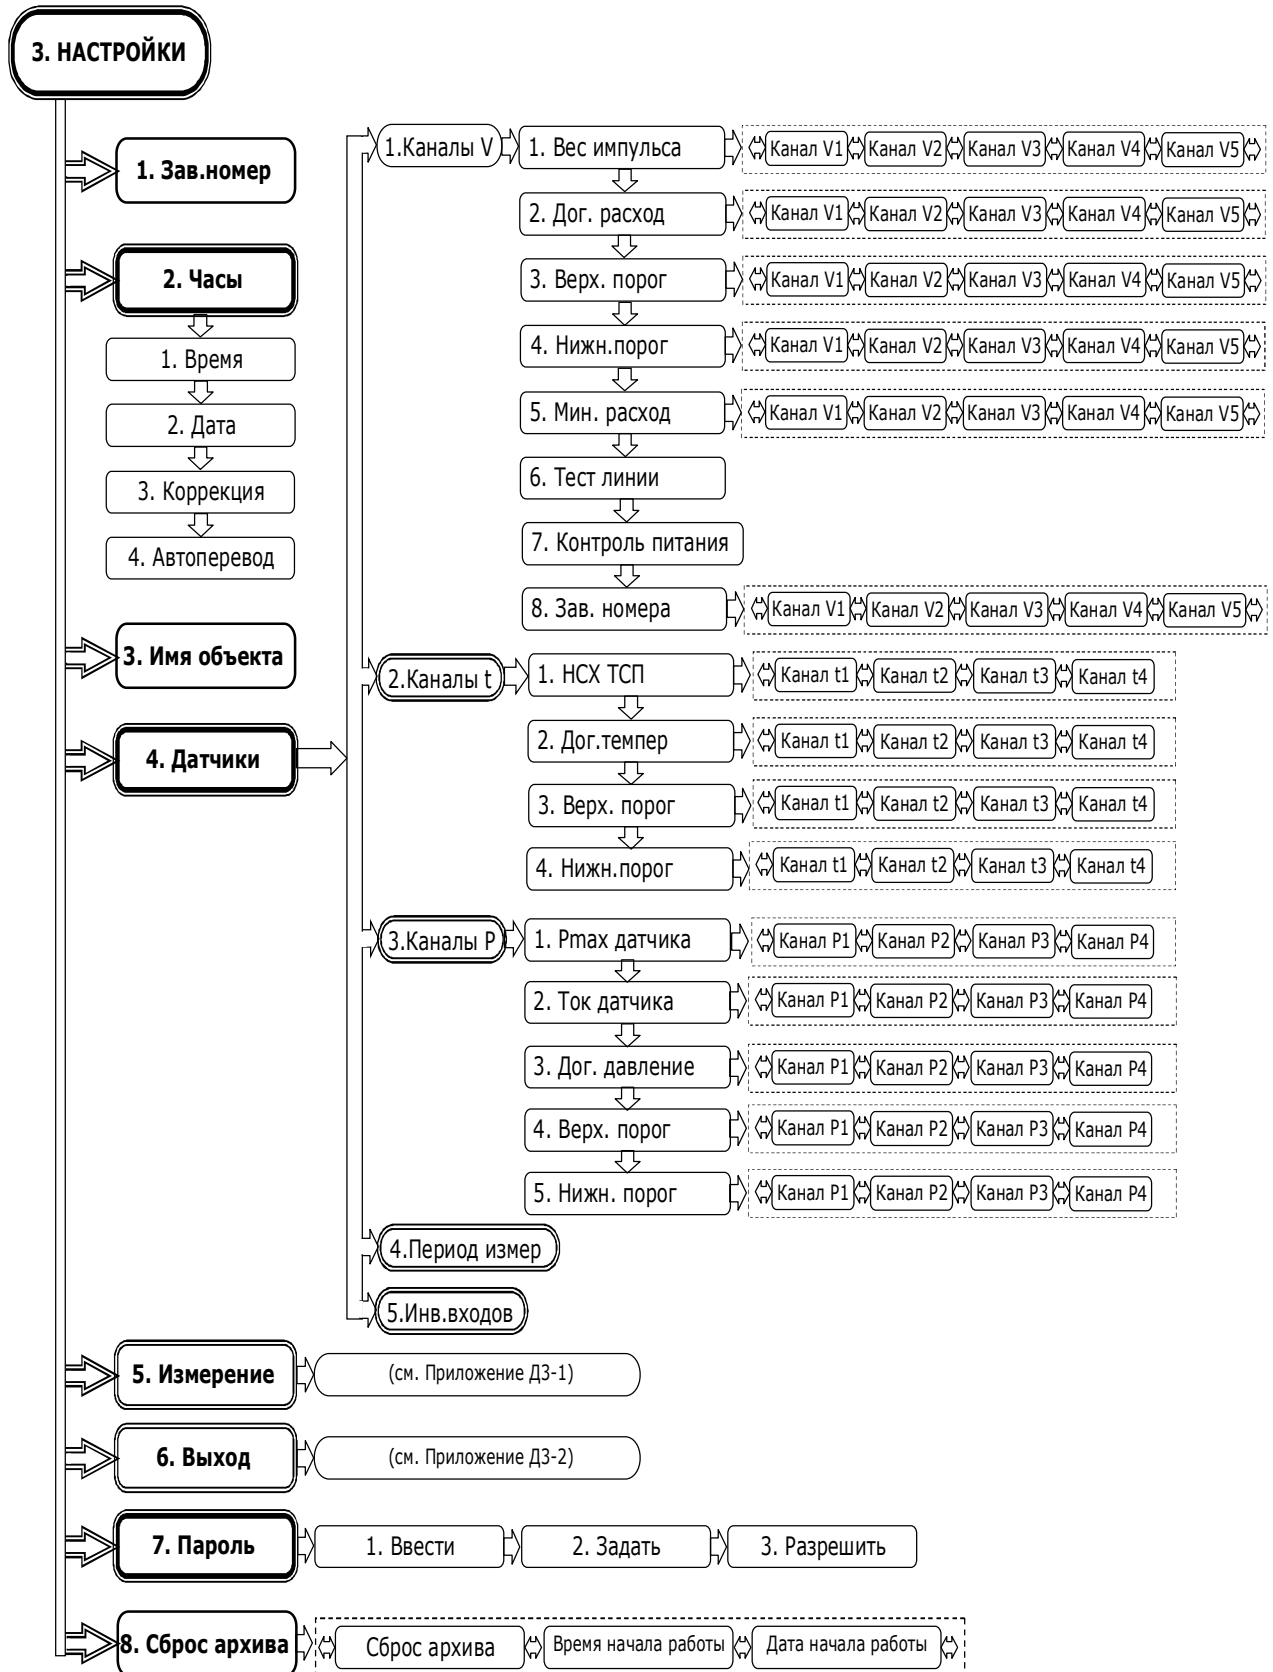 3. НАСТРОЙКИ
1. Зав.номер
2. Часы
1. Время
2. Дата
3. Коррекция
4. Автоперевод
3. Имя объекта
4. Датчики
1.Каналы V
1. Вес импульса Канал V1 Канал V2 Канал V3 Канал V4 Канал V5
2. Дог. расход Канал V1 Канал V2 Канал V3 Канал V4 Канал V5
3. Верх. порог Канал V1 Канал V2 Канал V3 Канал V4 Канал V5
4. Нижн.порог Канал V1 Канал V2 Канал V3 Канал V4 Канал V5
5. Мин. расход Канал V1 Канал V2 Канал V3 Канал V4 Канал V5
6. Тест линии
7. Контроль питания
8. Зав. номера Канал V1 Канал V2 Канал V3 Канал V4 Канал V5
2.Каналы t
1. НСХ ТСП Канал t1 Канал t2 Канал t3 Канал t4
2. Дог.темпер Канал t1 Канал t2 Канал t3 Канал t4
3. Верх. порог Канал t1 Канал t2 Канал t3 Канал t4
4. Нижн.порог Канал t1 Канал t2 Канал t3 Канал t4
3.Каналы P
1. Pmax датчика Канал P1 Канал P2 Канал P3 Канал P4
2. Ток датчика Канал P1 Канал P2 Канал P3 Канал P4
3. Дог. давление Канал P1 Канал P2 Канал P3 Канал P4
4. Верх. порог Канал P1 Канал P2 Канал P3 Канал P4
5. Нижн. порог Канал P1 Канал P2 Канал P3 Канал P4
4.Период измер
5.Инв.входов
5. Измерение (см. Приложение Д3-1)
6. Выход (см. Приложение Д3-2)
7. Пароль 1. Ввести 2. Задать 3. Разрешить
8. Сброс архива Сброс архива Время начала работы Дата начала работы